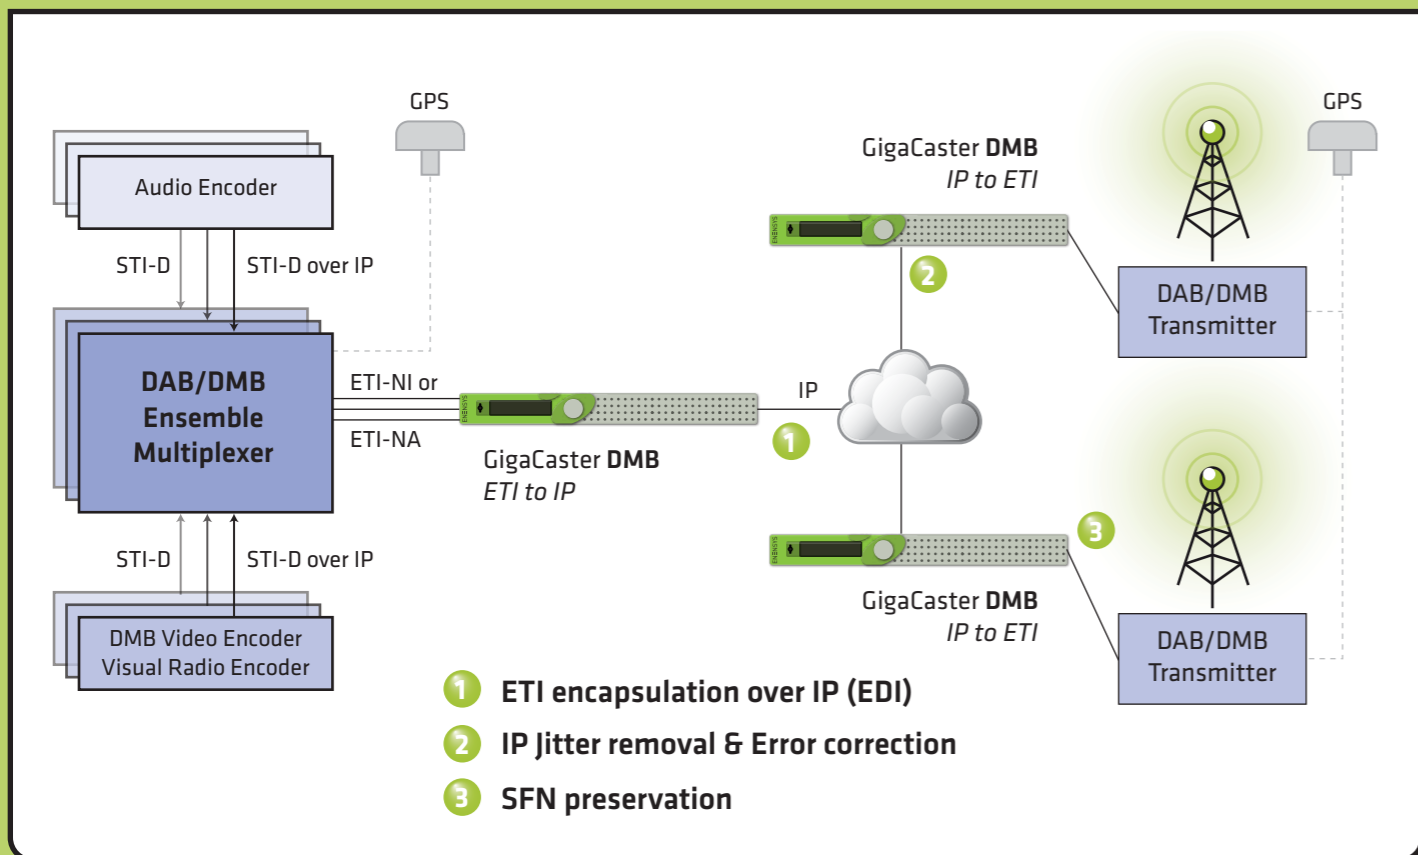 GPS
GPS
Audio Encoder
GigaCaster DMB
IP to ETI
ENENSYS
2
STI-D
STI-D over IP
DAB/DMB
Transmitter
DAB/DMB
Ensemble
Multiplexer
ETI-NI or
ETI-NA
ENENSYS
IP
1
GigaCaster DMB
ETI to IP
STI-D
STI-D over IP
ENENSYS
3
GigaCaster DMB
IP to ETI
DAB/DMB
Transmitter
DMB Video Encoder
Visual Radio Encoder
1 ETI encapsulation over IP (EDI)
2 IP Jitter removal & Error correction
3 SFN preservation